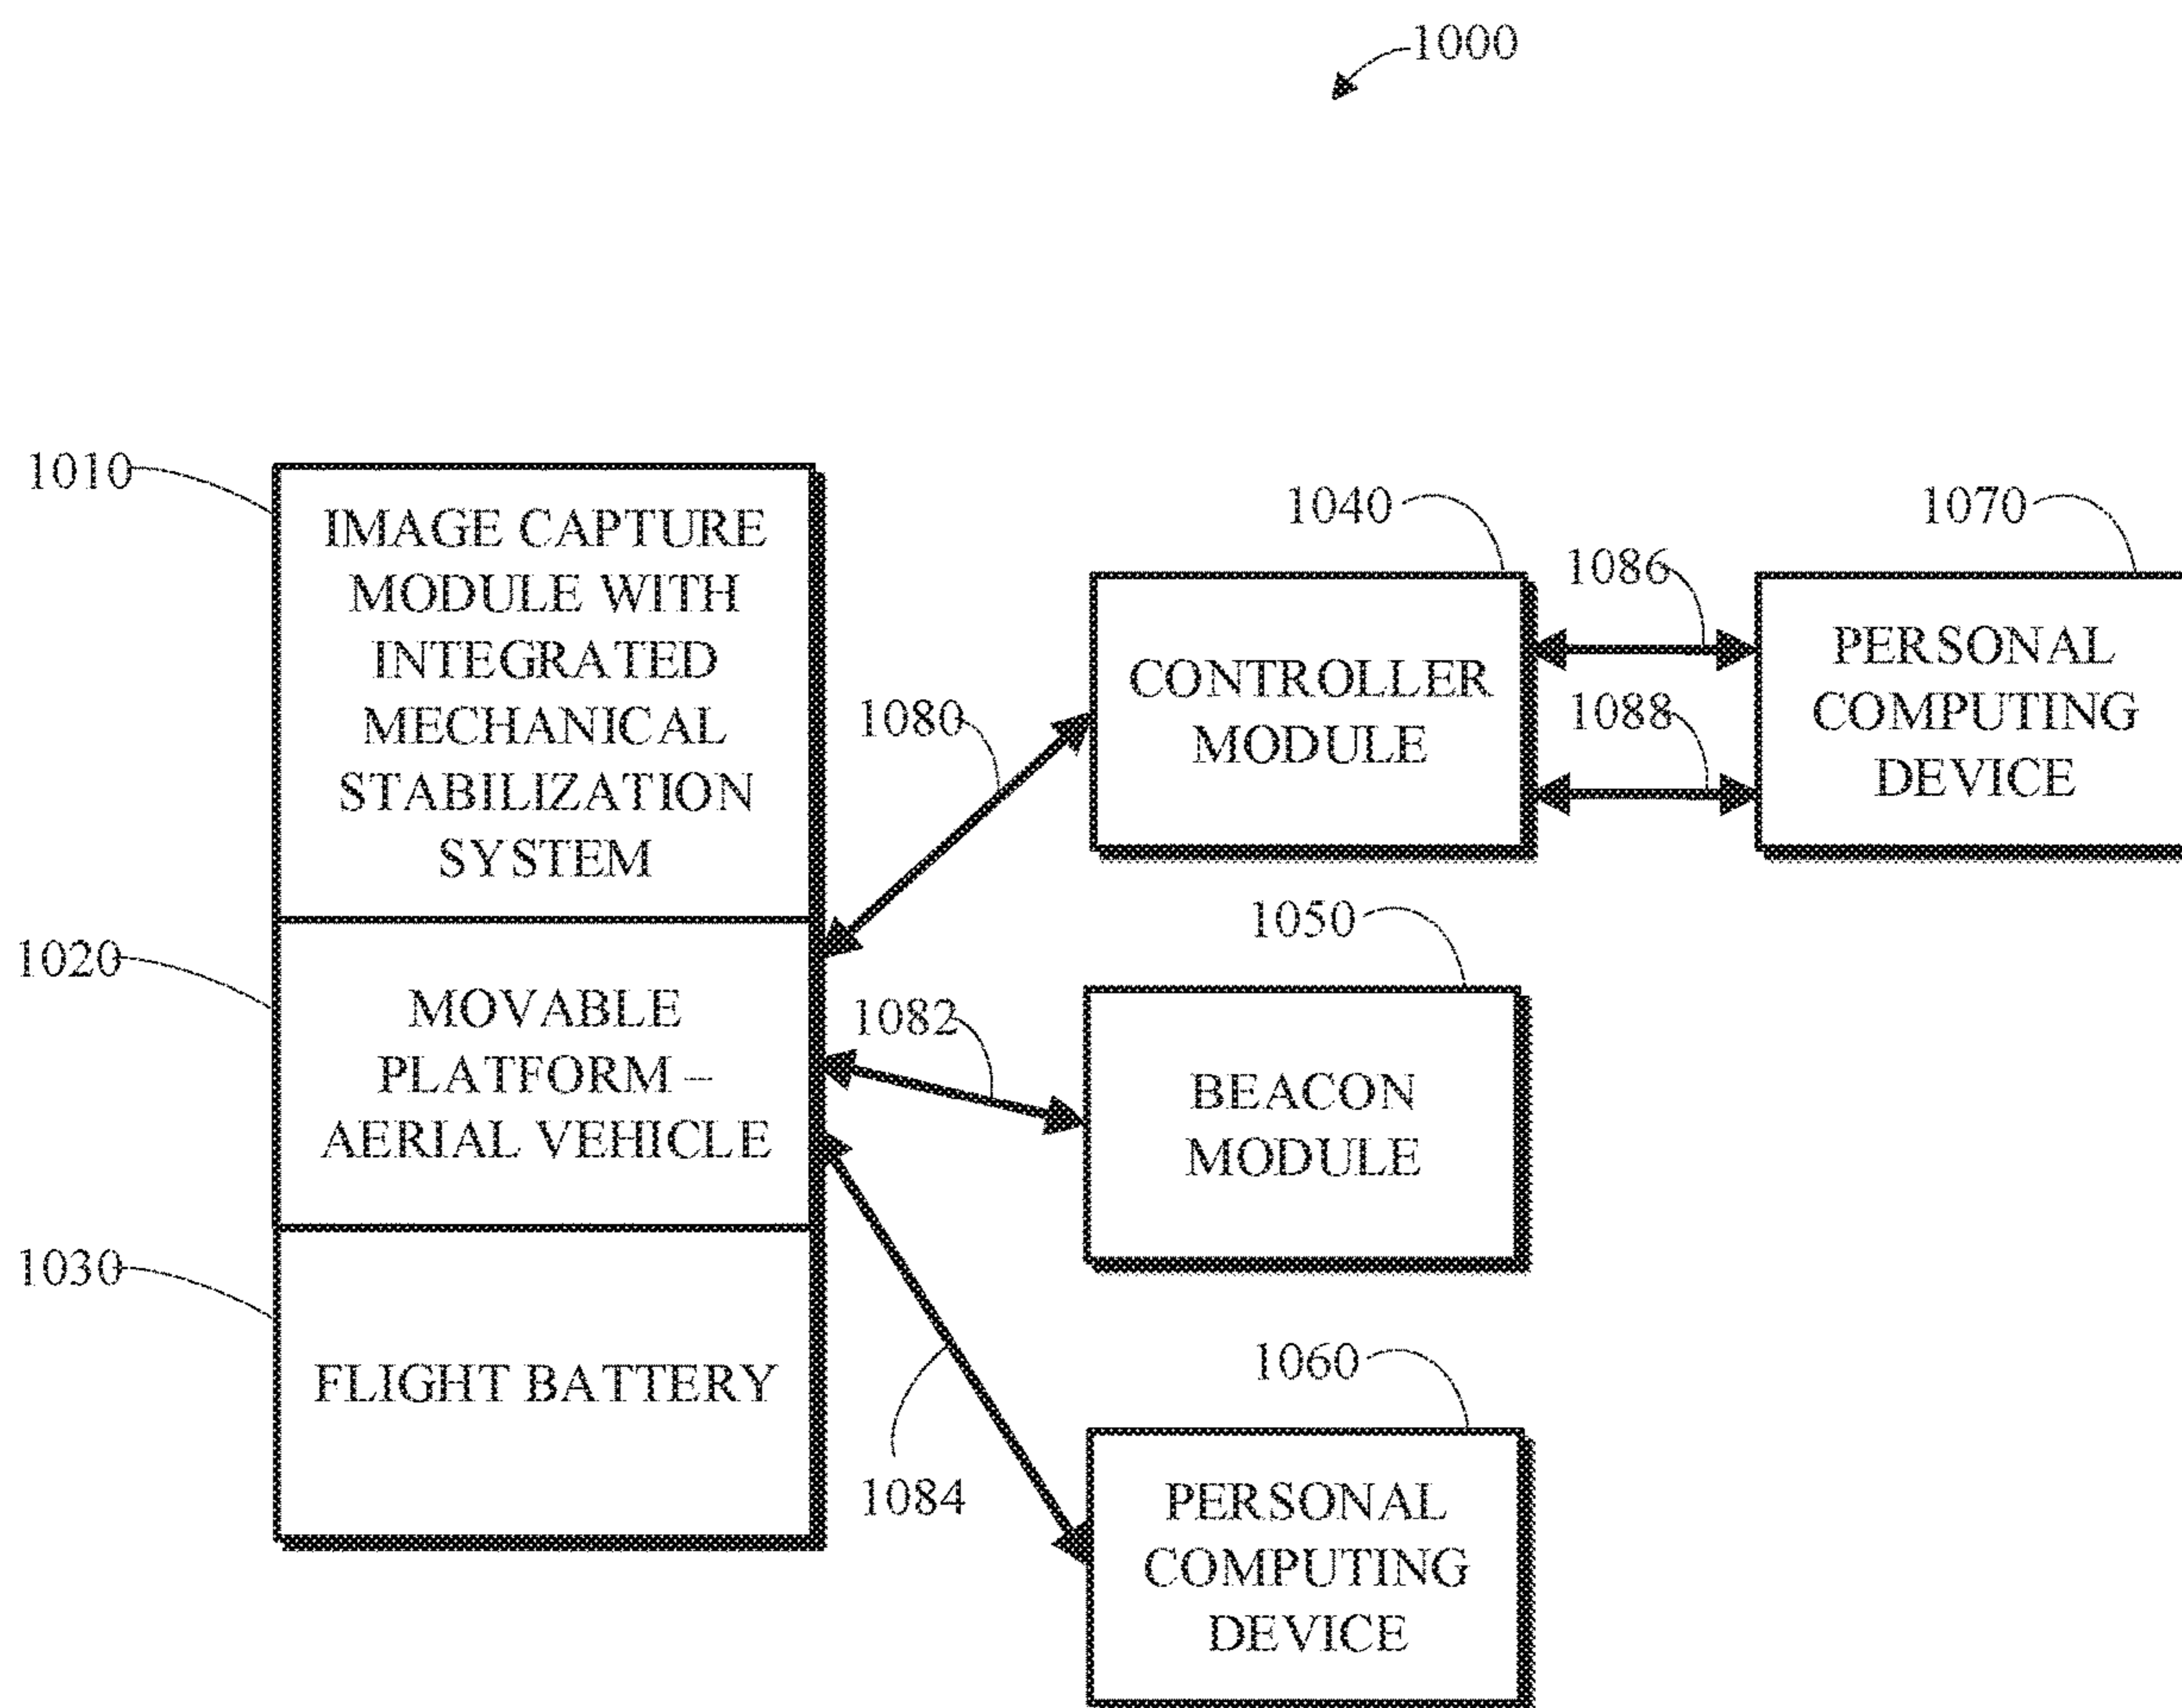 1000
1010
IMAGE CAPTURE
MODULE WITH
INTEGRATED
MECHANICAL
STABILIZATION
SYSTEM
1020
MOVABLE
PLATFORM –
AERIAL VEHICLE
1030
FLIGHT BATTERY
1080
1082
1084
1040
CONTROLLER
MODULE
1086
1088
1070
PERSONAL
COMPUTING
DEVICE
1050
BEACON
MODULE
1060
PERSONAL
COMPUTING
DEVICE